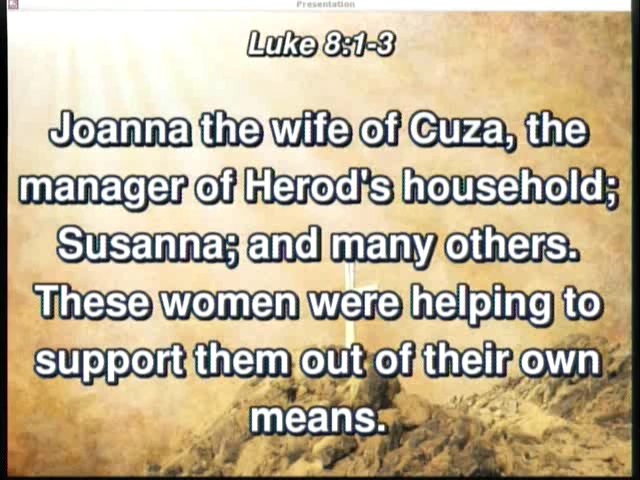 Presentation
Luke 8:1-3
Joanna the wife of Cuza, the
manager of Herod's household;
Susanna; and many others.
These women were helping to
support them out of their own
means.